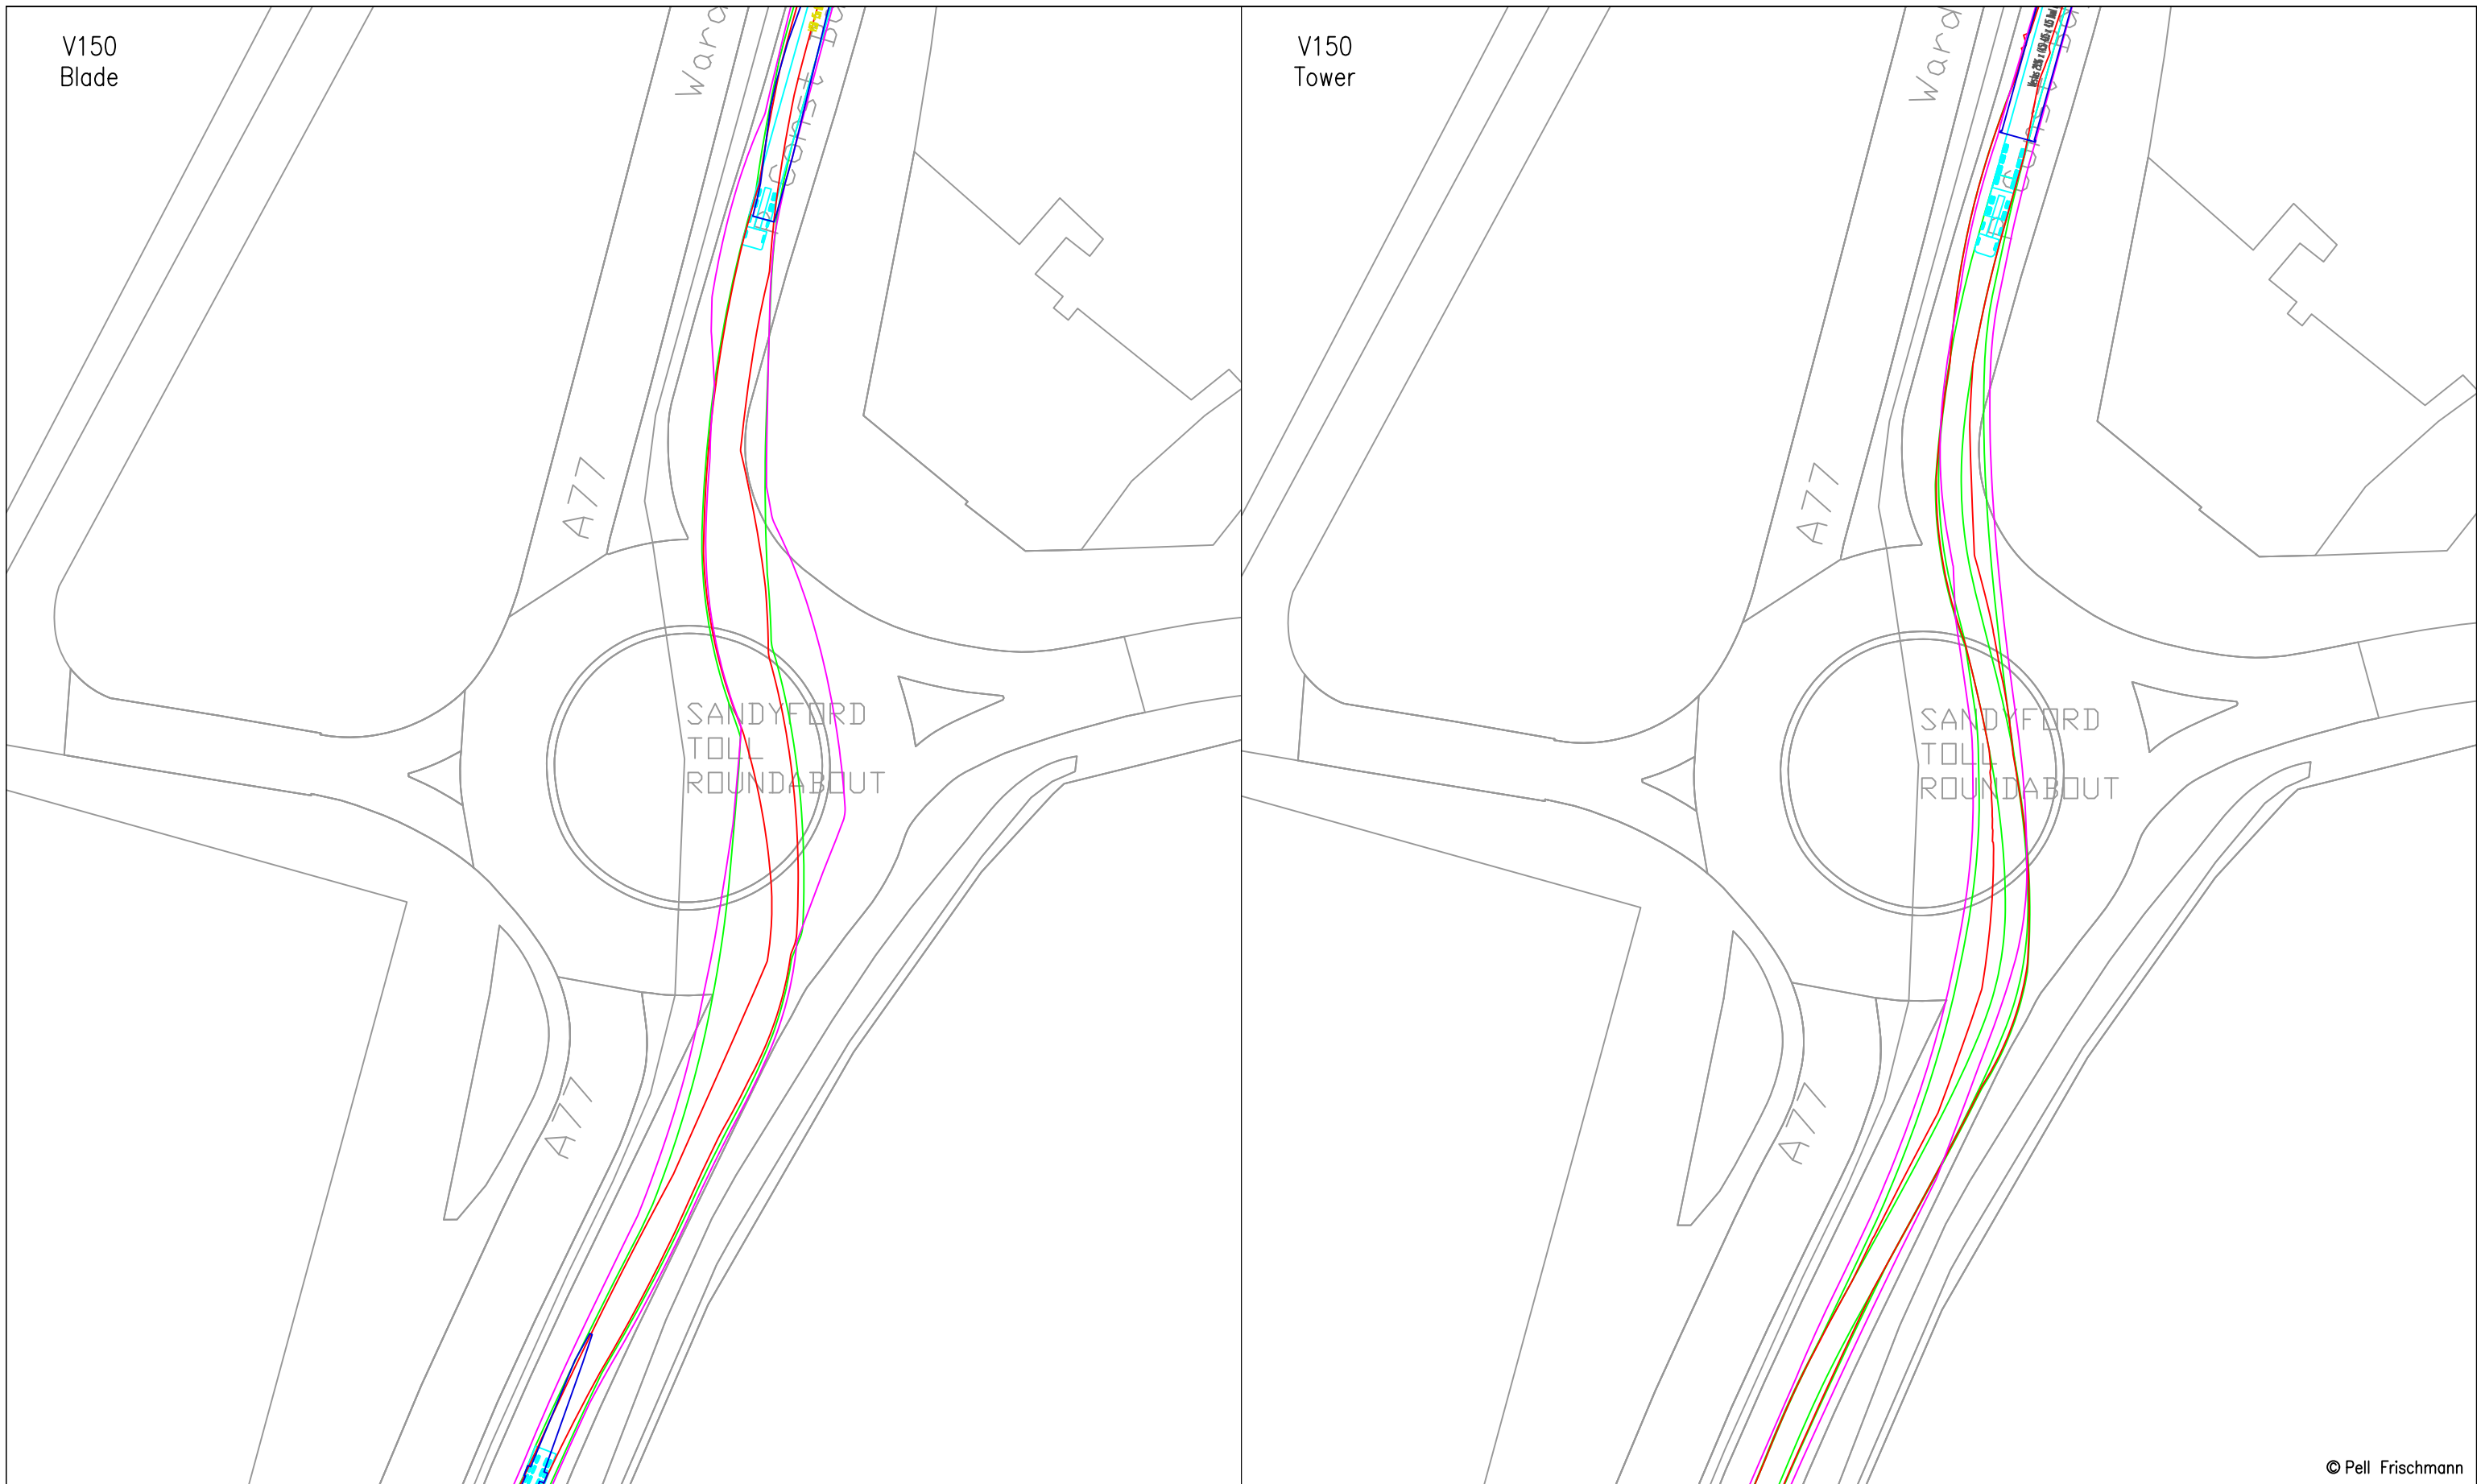 V150
Blade
A77
SANDYFORD
TOLL
ROUNDABOUT
A77
V150
Tower
A77
SANDYFORD
TOLL
ROUNDABOUT
A77
© Pell Frischmann